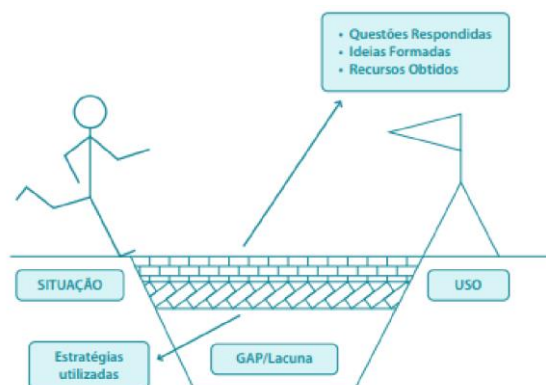 • Questões Respondidas
• Ideias Formadas
• Recursos Obtidos
SITUAÇÃO
USO
Estratégias
utilizadas
GAP/Lacuna